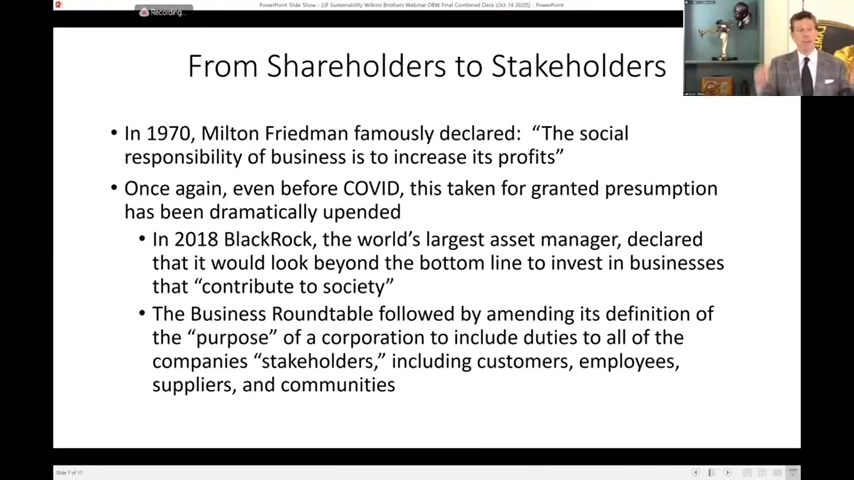 PowerPoint Slide Show - [LP Sustainability Wilkins Brothers Webinar DBW Final Combined Deck (Oct 14 2020)] - PowerPoint
Recording...
From Shareholders to Stakeholders
• In 1970, Milton Friedman famously declared: “The social
responsibility of business is to increase its profits”
• Once again, even before COVID, this taken for granted presumption
has been dramatically upended
• In 2018 BlackRock, the world’s largest asset manager, declared
that it would look beyond the bottom line to invest in businesses
that “contribute to society”
• The Business Roundtable followed by amending its definition of
the “purpose” of a corporation to include duties to all of the
companies “stakeholders,” including customers, employees,
suppliers, and communities
Slide 7 of 17